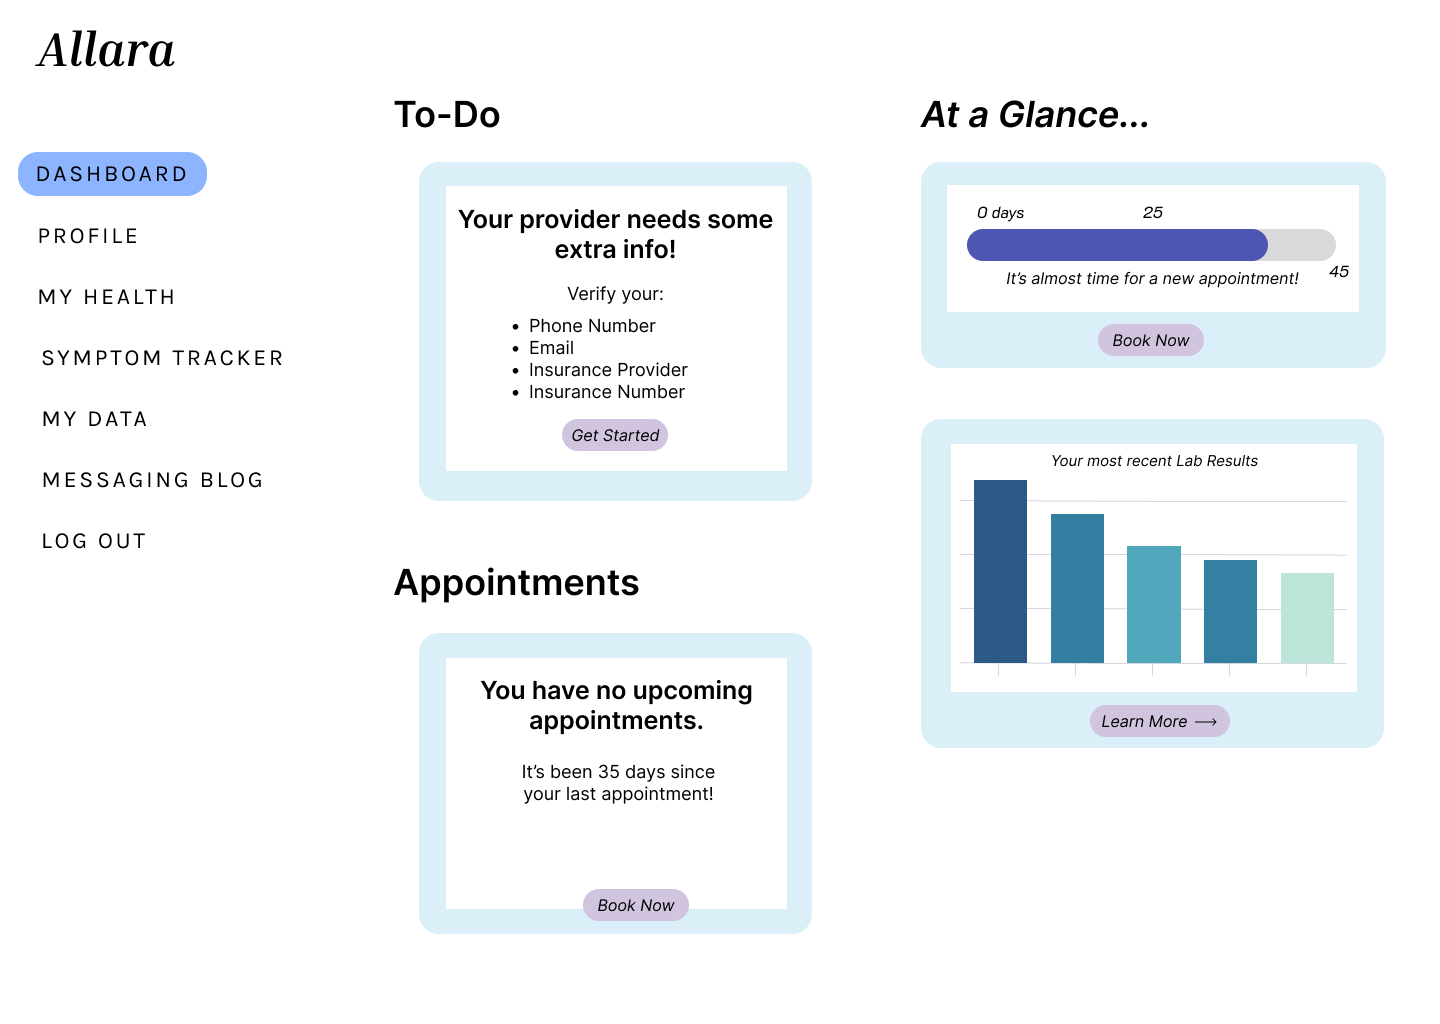 Allara
DASHBOARD
PROFILE
MY HEALTH
SYMPTOM TRACKER
MY DATA
MESSAGING BLOG
LOG OUT
To-Do
Your provider needs some
extra info!
Verify your:
• Phone Number
• Email
• Insurance Provider
• Insurance Number
Get Started
Appointments
You have no upcoming
appointments.
It’s been 35 days since
your last appointment!
Book Now
At a Glance...
0 days 25
45
It’s almost time for a new appointment!
Book Now
Your most recent Lab Results
Learn More